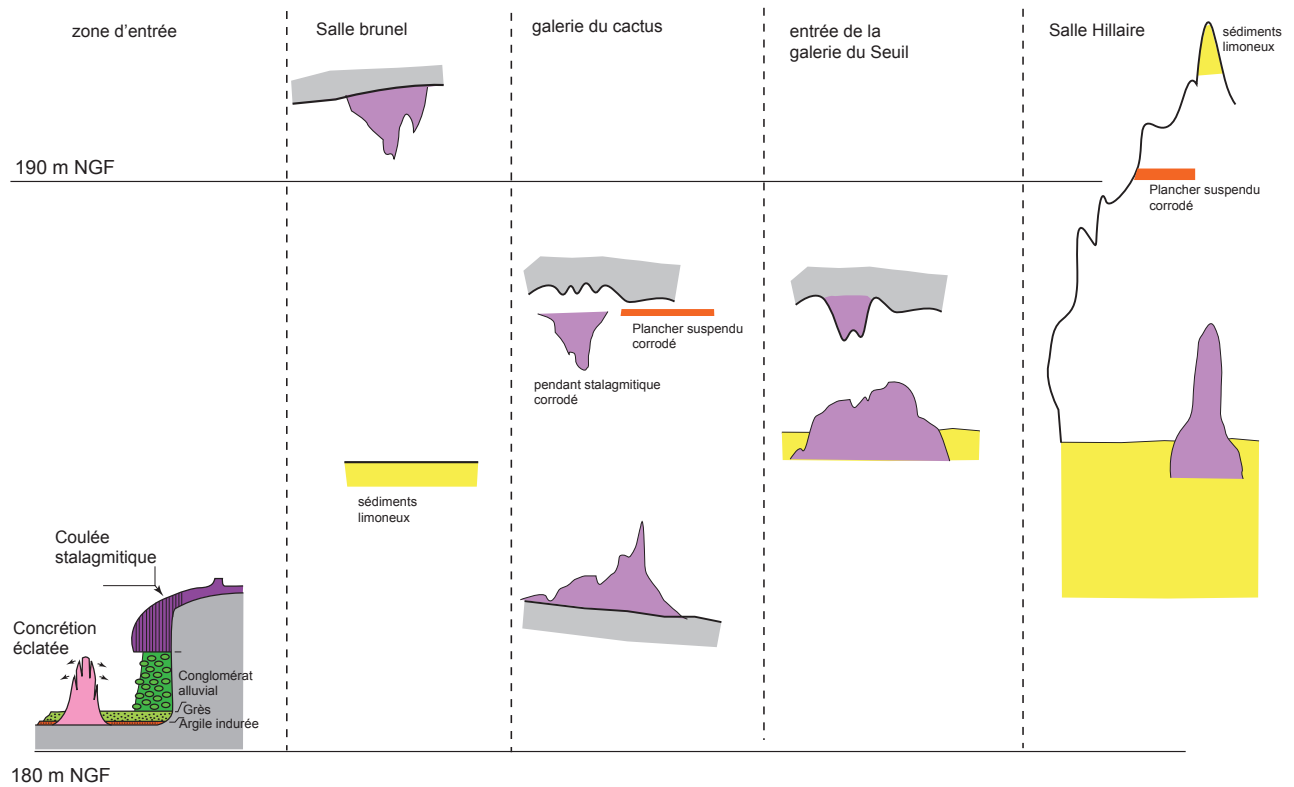 zone d'entrée
Salle brunel
galerie du cactus
entrée de la
galerie du Seuil
Salle Hillaire
sédiments
limoneux
190 m NGF
Plancher suspendu
corrodé
Plancher suspendu
corrodé
pendant stalagmitique
corrodé
sédiments
limoneux
Coulée
stalagmitique
Concrétion
éclatée
Conglomérat
alluvial
Grès
Argile indurée
180 m NGF